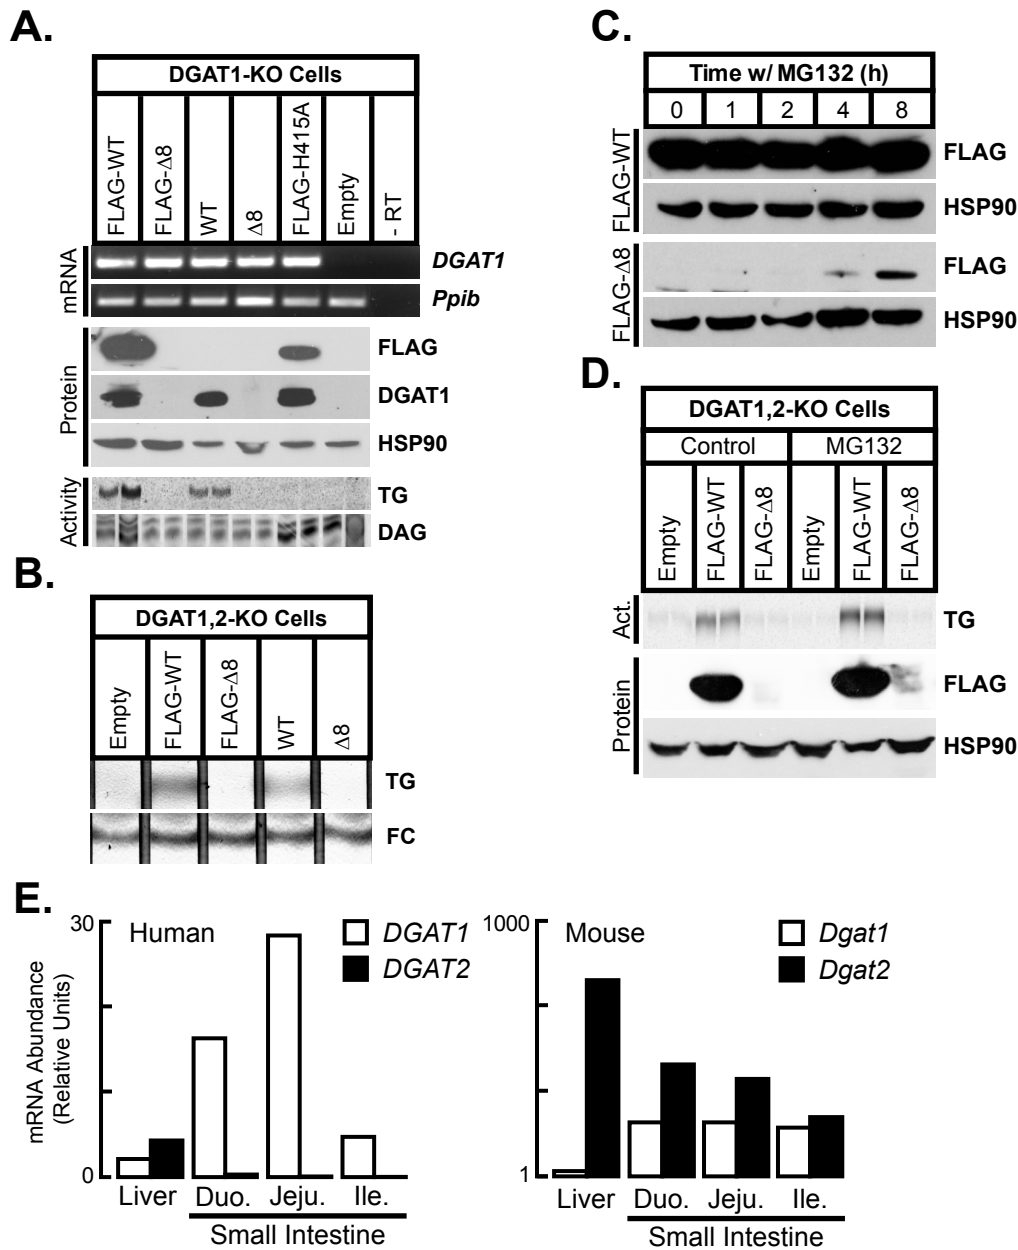 A.
DGAT1-KO Cells
FLAG-WT
FLAG-Δ8
WT
Δ8
FLAG-H415A
Empty
- RT
mRNA
DGAT1
Ppib
Protein
FLAG
DGAT1
HSP90
Activity
TG
DAG
B.
DGAT1,2-KO Cells
Empty
FLAG-WT
FLAG-Δ8
WT
Δ8
TG
FC
C.
Time w/ MG132 (h)
0 1 2 4 8
FLAG-WT
FLAG
HSP90
FLAG-Δ8
FLAG
HSP90
D.
DGAT1,2-KO Cells
Control MG132
Empty
FLAG-WT
FLAG-Δ8
Empty
FLAG-WT
FLAG-Δ8
Act.
TG
Protein
FLAG
HSP90
E.
mRNA Abundance
(Relative Units)
30
0
Human
DGAT1
DGAT2
Liver Duo. Jeju. Ile.
Small Intestine
1000
1
Mouse
Dgat1
Dgat2
Liver Duo. Jeju. Ile.
Small Intestine